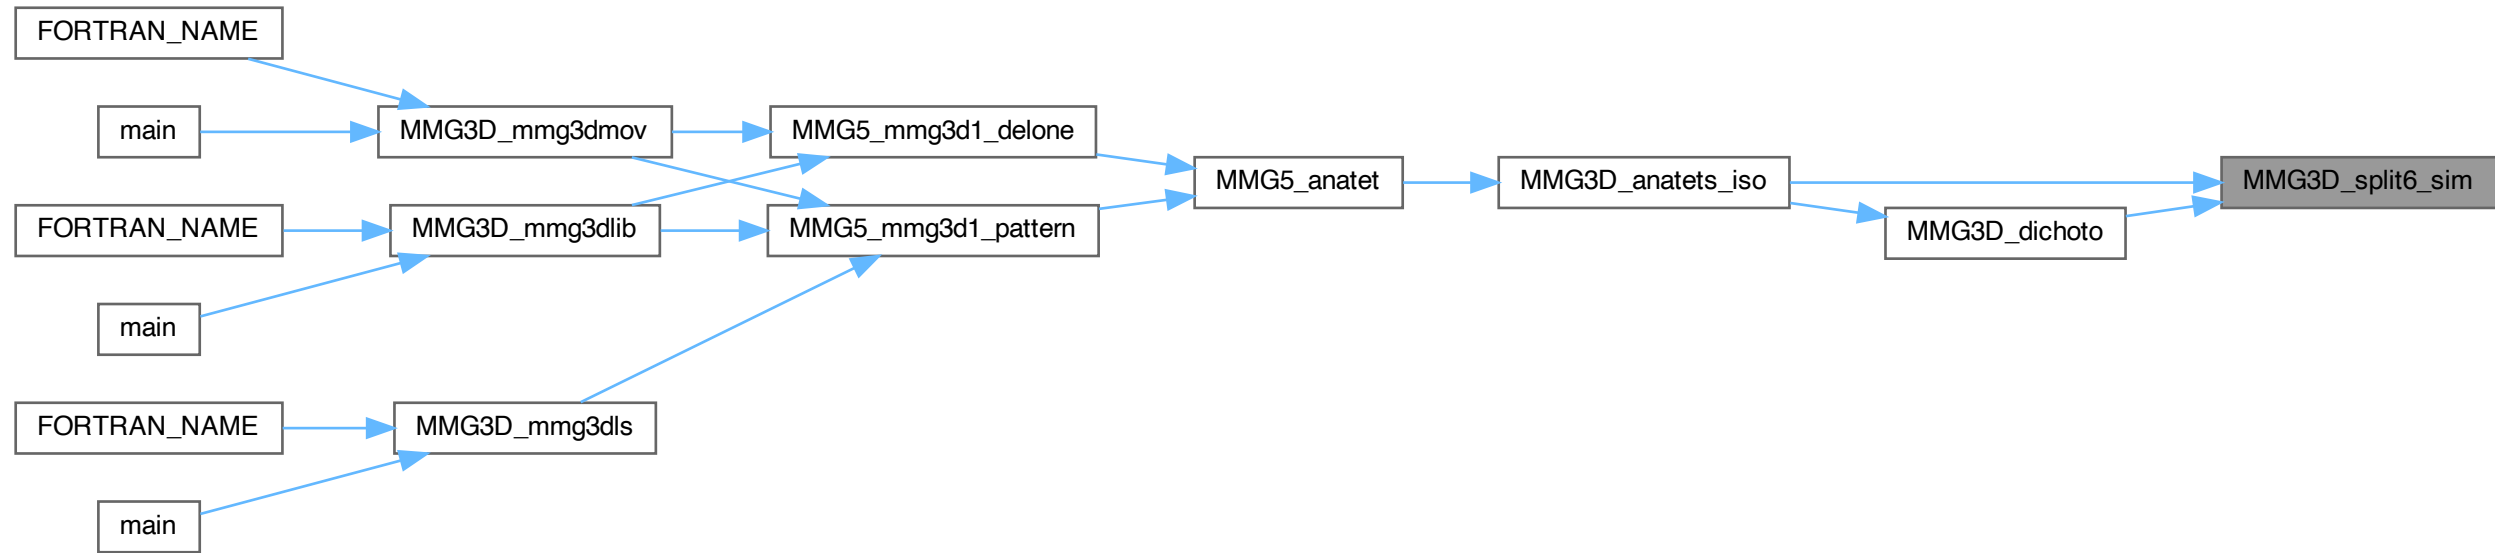 FORTRAN_NAME
main
MMG3D_mmg3dmov
MMG5_mmg3d1_delone
MMG5_anatet
MMG3D_anatets_iso
MMG3D_split6_sim
FORTRAN_NAME
MMG3D_mmg3dlib
MMG5_mmg3d1_pattern
MMG3D_dichoto
main
FORTRAN_NAME
MMG3D_mmg3dls
main